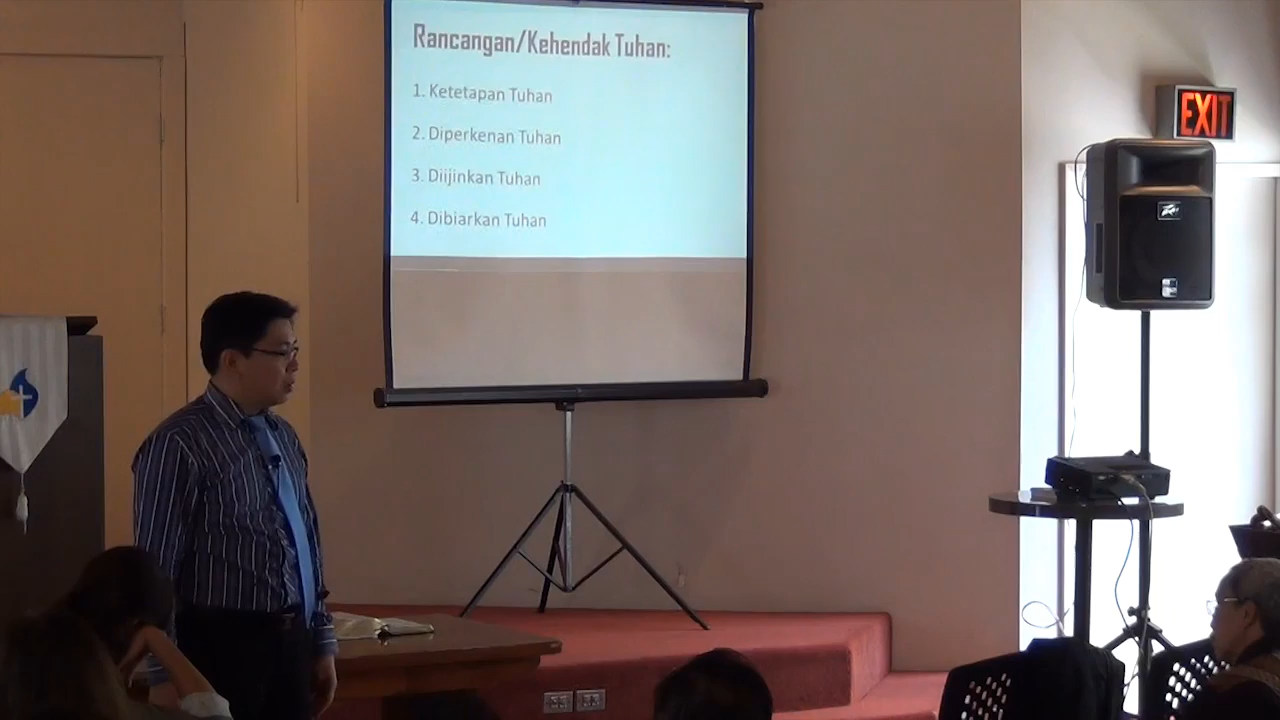 Rancangan/Kehendak Tuhan:
1. Ketetapan Tuhan
2. Diperkenan Tuhan
3. Diijinkan Tuhan
4. Dibiarkan Tuhan
EXIT